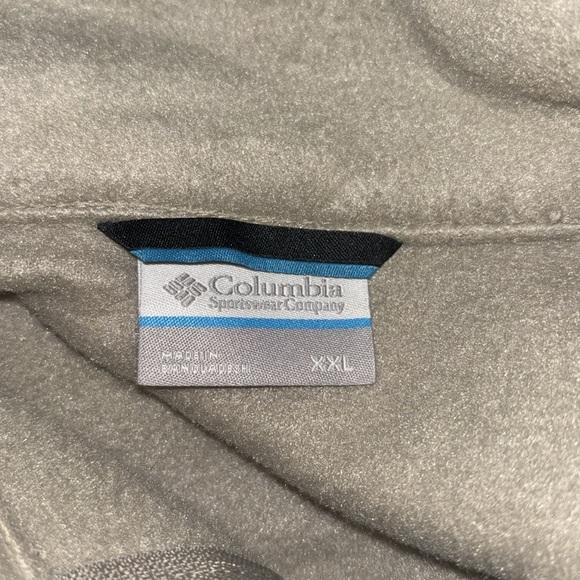 Columbia
Sportswear Company
MADE IN
BANGLADESH
XXL